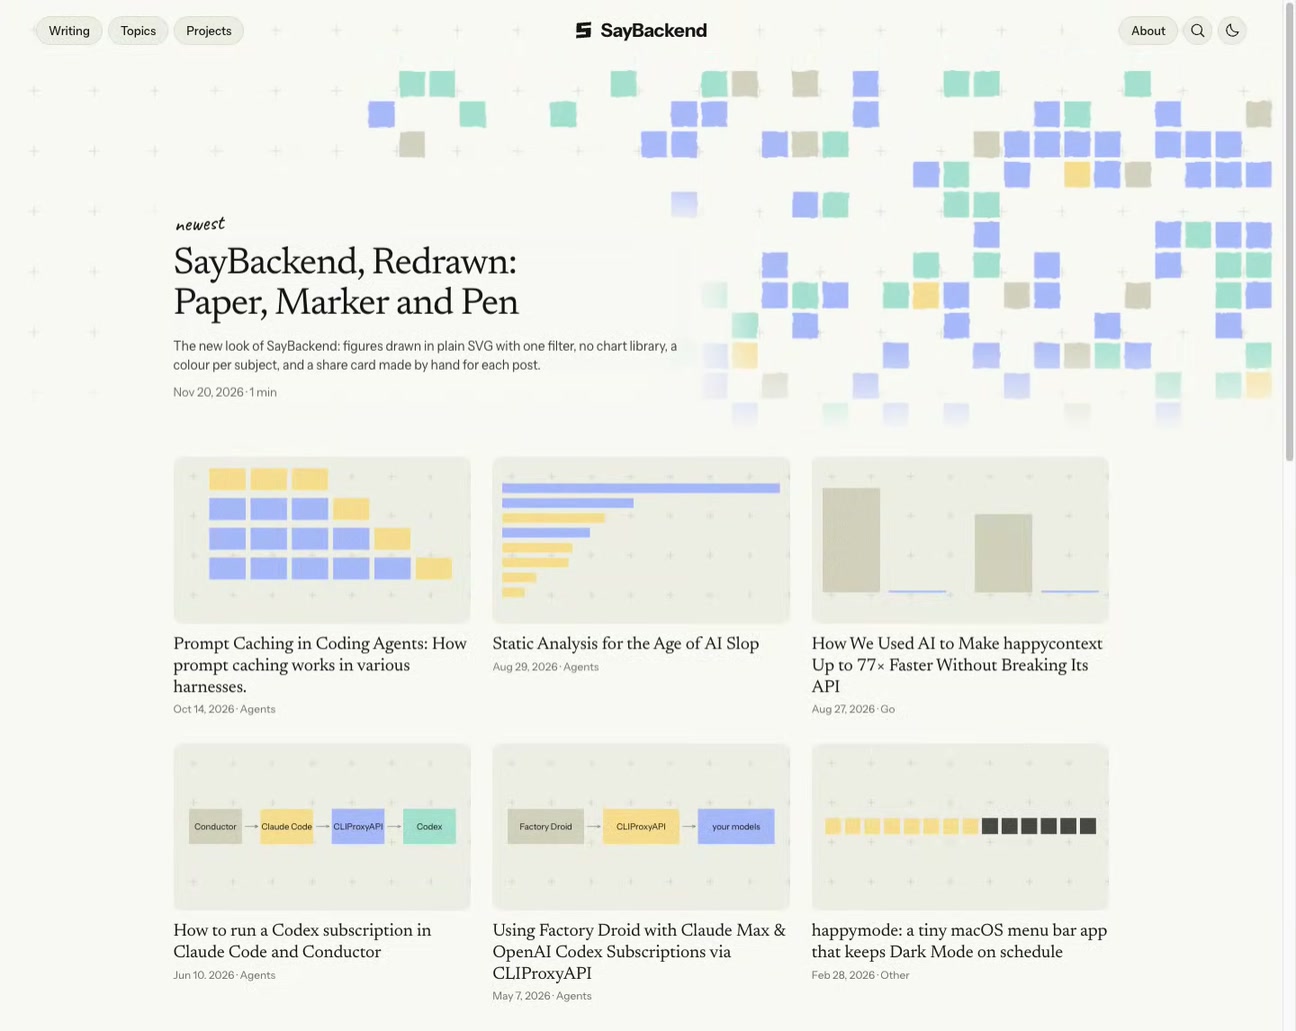 Writing
Topics
Projects
SayBackend
About
newest
SayBackend, Redrawn:
Paper, Marker and Pen
The new look of SayBackend: figures drawn in plain SVG with one filter, no chart library, a
colour per subject, and a share card made by hand for each post.
Nov 20, 2026 · 1 min
Prompt Caching in Coding Agents: How
prompt caching works in various
harnesses.
Oct 14, 2026 · Agents
Static Analysis for the Age of AI Slop
Aug 29, 2026 · Agents
How We Used AI to Make happycontext
Up to 77× Faster Without Breaking Its
API
Aug 27, 2026 · Go
Conductor
Claude Code
CLIProxyAPI
Codex
How to run a Codex subscription in
Claude Code and Conductor
Jun 10, 2026 · Agents
Factory Droid
CLIProxyAPI
your models
Using Factory Droid with Claude Max &
OpenAI Codex Subscriptions via
CLIProxyAPI
May 7, 2026 · Agents
happymode: a tiny macOS menu bar app
that keeps Dark Mode on schedule
Feb 28, 2026 · Other